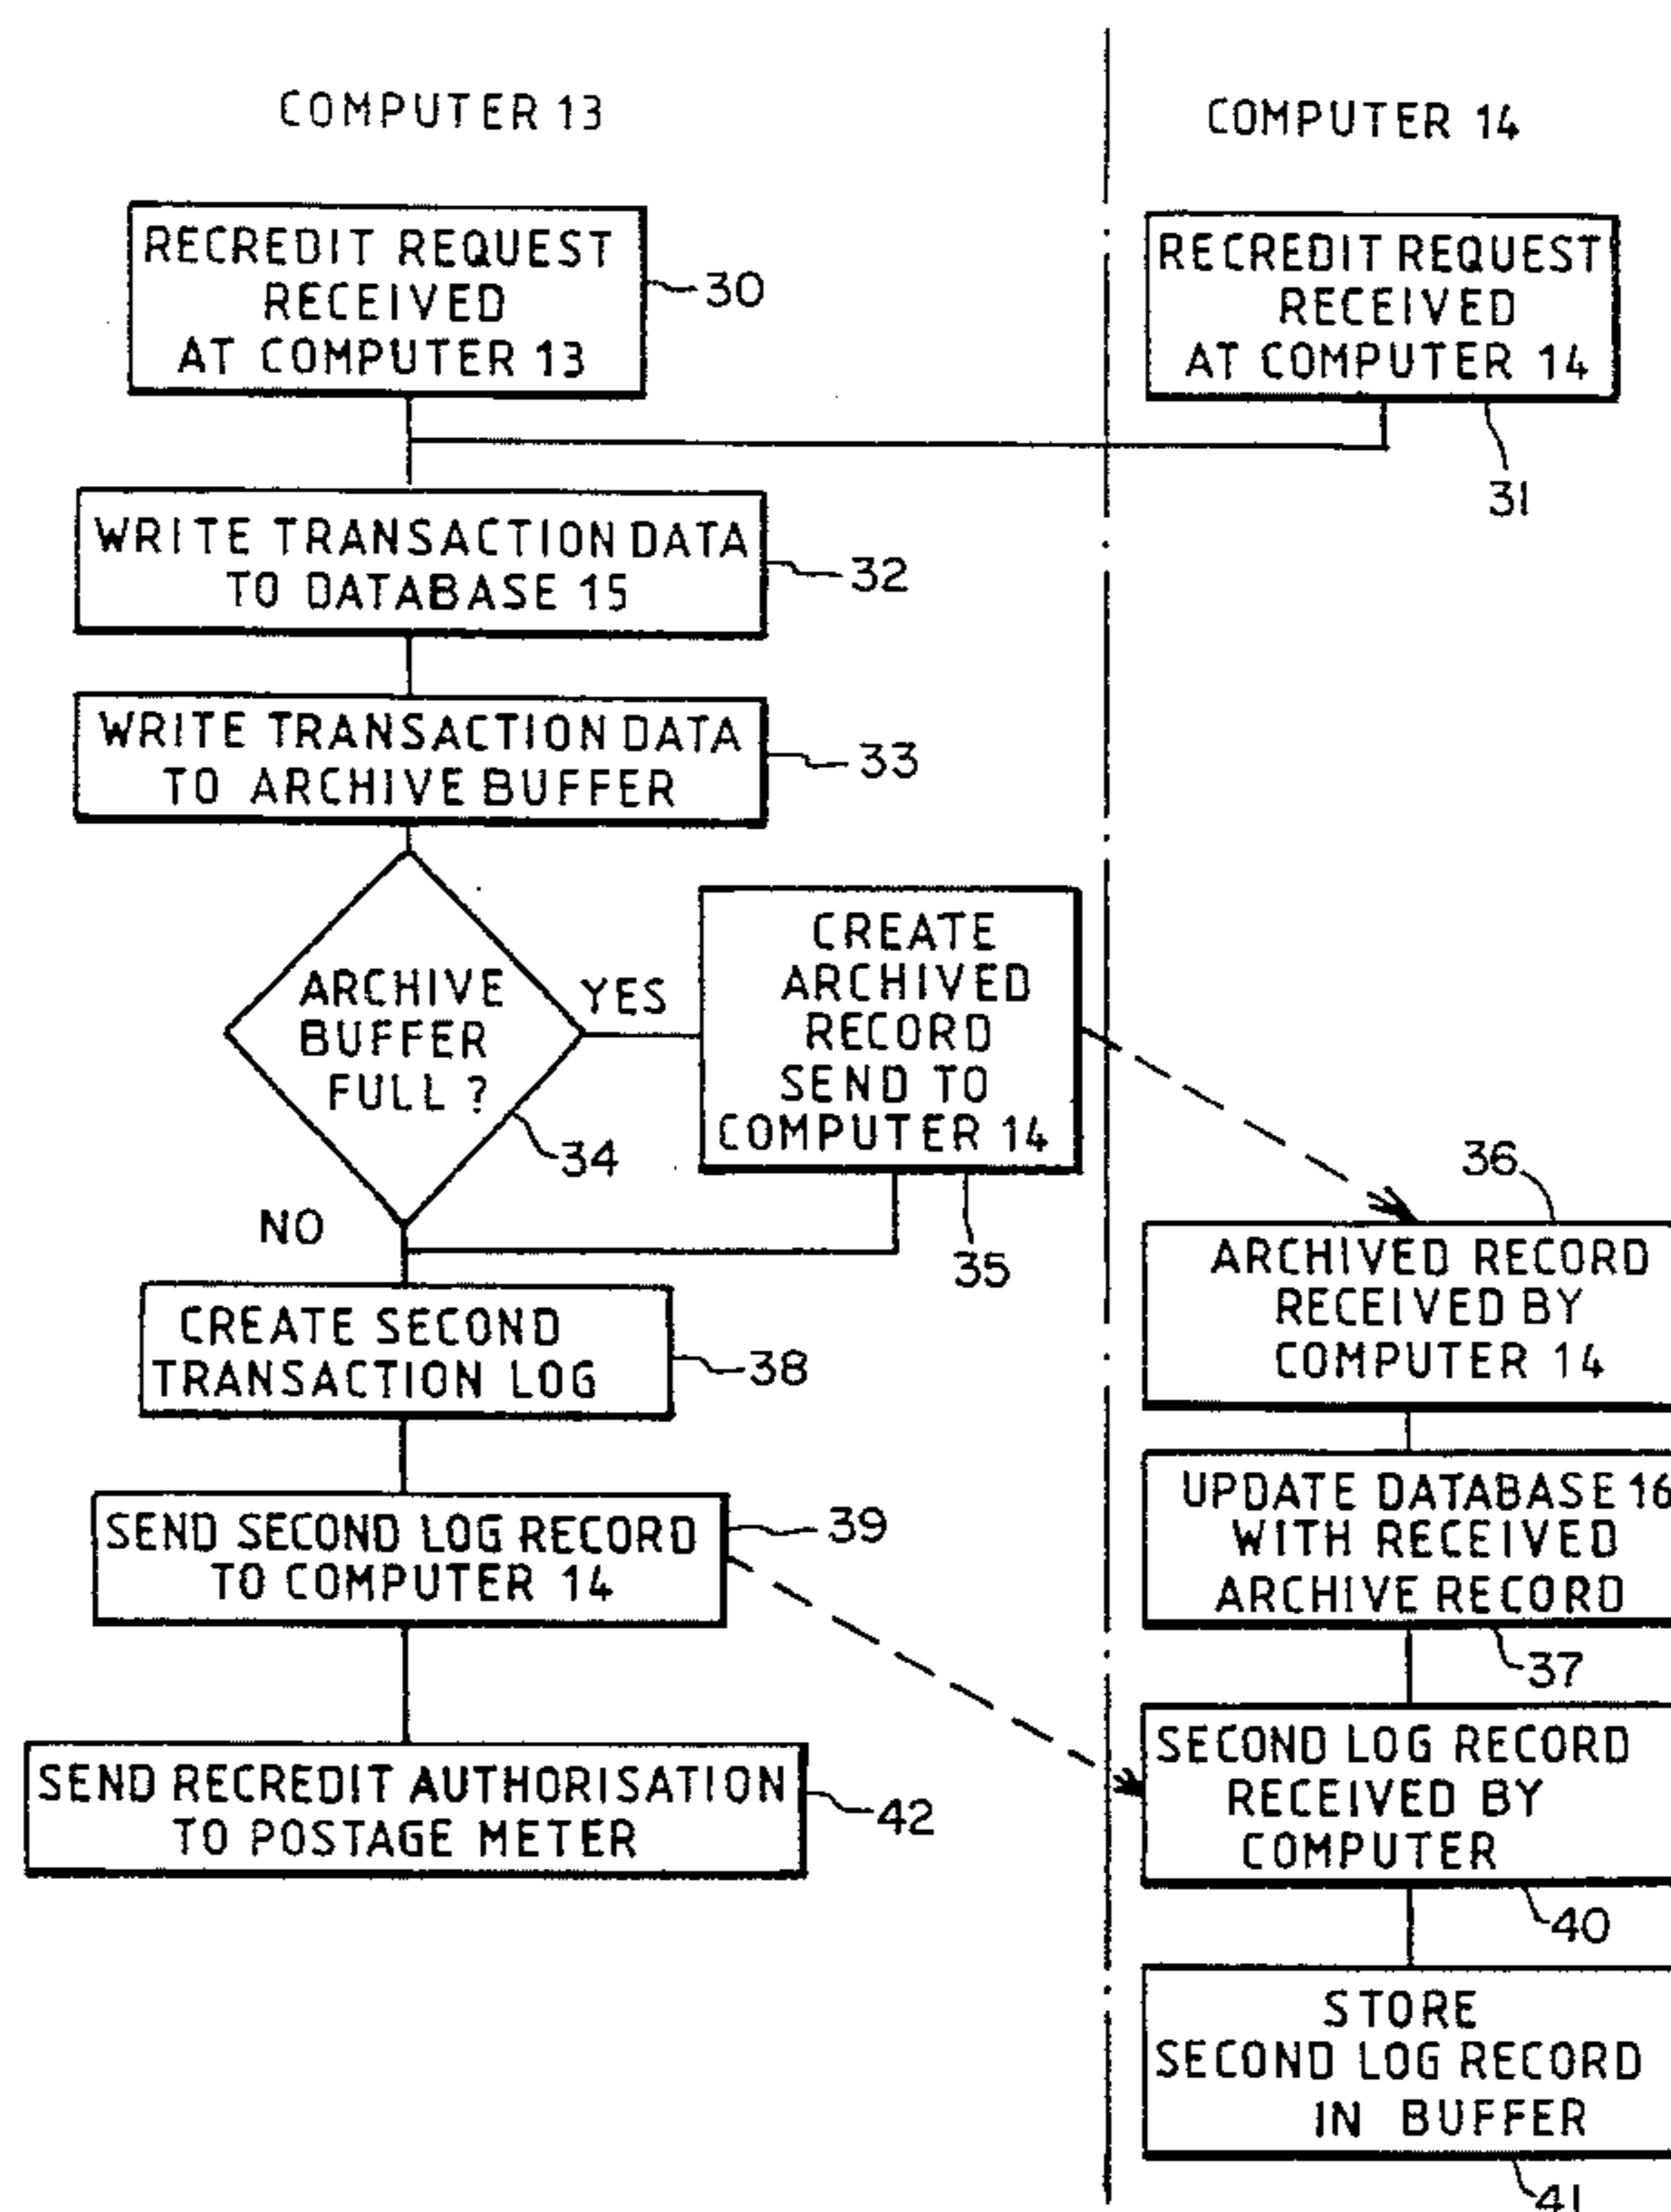 COMPUTER 13
COMPUTER 14
RECREDIT REQUEST
RECEIVED
AT COMPUTER 13
30
RECREDIT REQUEST
RECEIVED
AT COMPUTER 14
31
WRITE TRANSACTION DATA
TO DATABASE 15
32
WRITE TRANSACTION DATA
TO ARCHIVE BUFFER
33
ARCHIVE
BUFFER
FULL ?
34
YES
NO
CREATE
ARCHIVED
RECORD
SEND TO
COMPUTER 14
35
36
ARCHIVED RECORD
RECEIVED BY
COMPUTER 14
CREATE SECOND
TRANSACTION LOG
38
UPDATE DATABASE 16
WITH RECEIVED
ARCHIVE RECORD
37
SEND SECOND LOG RECORD
TO COMPUTER 14
39
SECOND LOG RECORD
RECEIVED BY
COMPUTER
40
SEND RECREDIT AUTHORISATION
TO POSTAGE METER
42
STORE
SECOND LOG RECORD
IN BUFFER
41